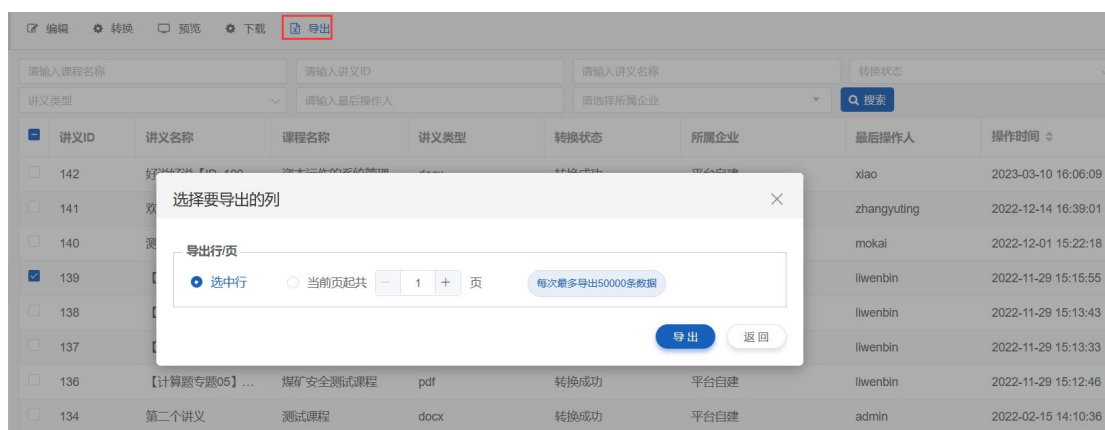 编辑 转换 预览 下载 导出
请输入课程名称 请输入讲义ID 请输入讲义名称 转换状态
讲义类型 请输入最后操作人 请选择所属企业 搜索
讲义ID 讲义名称 课程名称 讲义类型 转换状态 所属企业 最后操作人 操作时间
142 xiao 2023-03-10 16:06:09
选择要导出的列
141 欢 zhangyuting 2022-12-14 16:39:01
140 测 mokai 2022-12-01 15:22:18
导出行/页
139 【 liwenbin 2022-11-29 15:15:55
选中行 当前页起共 1 页 每次最多导出50000条数据
138 【 liwenbin 2022-11-29 15:13:43
导出 返回
137 【 liwenbin 2022-11-29 15:13:33
136 【计算题专题05】... 煤矿安全测试课程 pdf 转换成功 平台自建 liwenbin 2022-11-29 15:12:46
134 第二个讲义 测试课程 docx 转换成功 平台自建 admin 2022-02-15 14:10:36